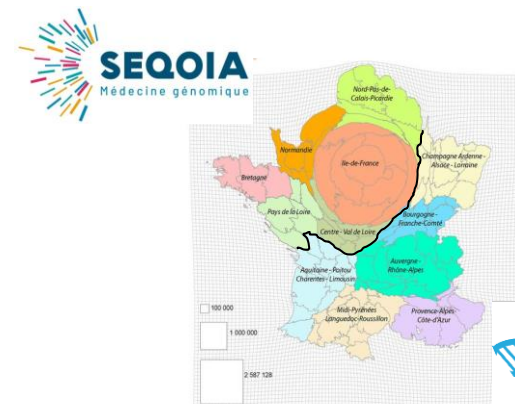 SEQOIA
Médecine génomique
Nord-Pas-de-
Calais-Picardie
Normandie
Ile-de-France
Champagne Ardenne -
Alsace - Lorraine
Bretagne
Pays de la Loire
Centre - Val de Loire
Bourgogne -
Franche-Comté
Aquitaine - Poitou
Charentes - Limousin
Auvergne -
Rhône-Alpes
Midi-Pyrénées
Languedoc-Roussillon
Provence-Alpes
Côte-d'Azur
100 000
1 000 000
2 587 128